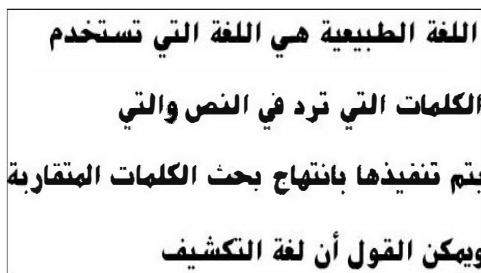 اللغة الطبيعية هي اللغة التي تستخدم
الكلمات التي ترد في النص والتي
يتم تنفيذها بانتهاج بحث الكلمات المتقاربة
ويمكن القول أن لغة التكشيف